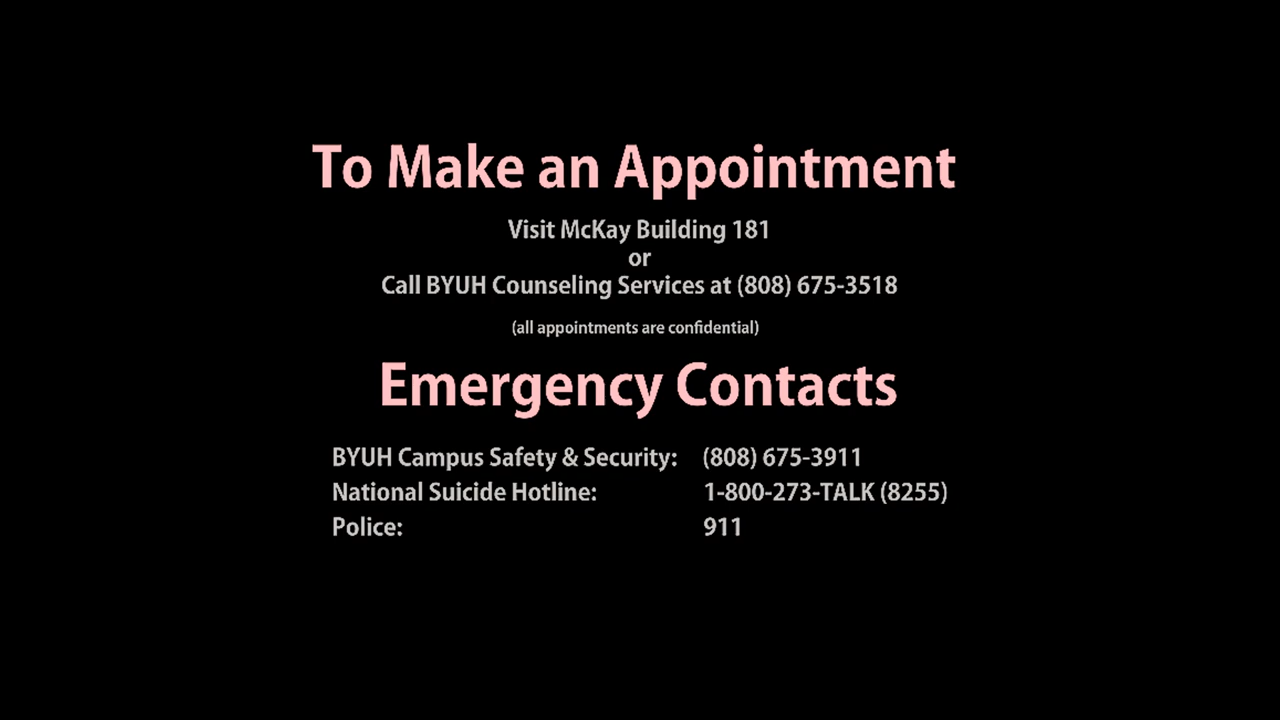 To Make an Appointment
Visit McKay Building 181
or
Call BYUH Counseling Services at (808) 675-3518
(all appointments are confidential)
Emergency Contacts
BYUH Campus Safety & Security: (808) 675-3911
National Suicide Hotline: 1-800-273-TALK (8255)
Police: 911